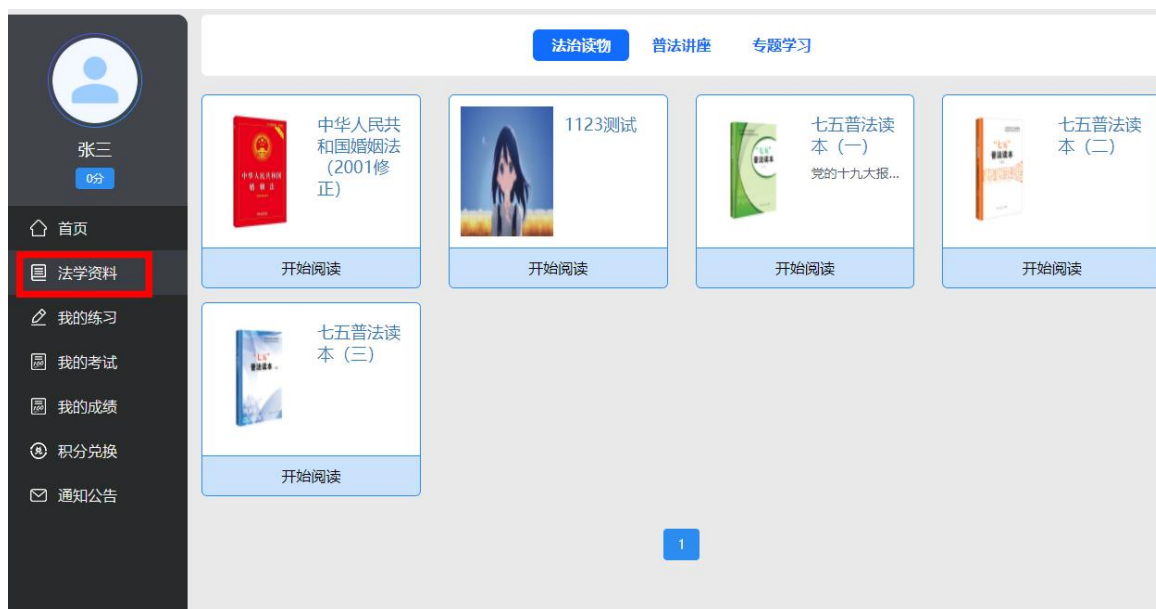 法治读物 普法讲座 专题学习
张三
0分
首页
法学资料
我的练习
我的考试
我的成绩
积分兑换
通知公告
中华人民共
和国婚姻法
（2001修
正）
开始阅读
1123测试
开始阅读
七五普法读
本（一）
党的十九大报...
开始阅读
七五普法读
本（二）
开始阅读
七五普法读
本（三）
开始阅读
1